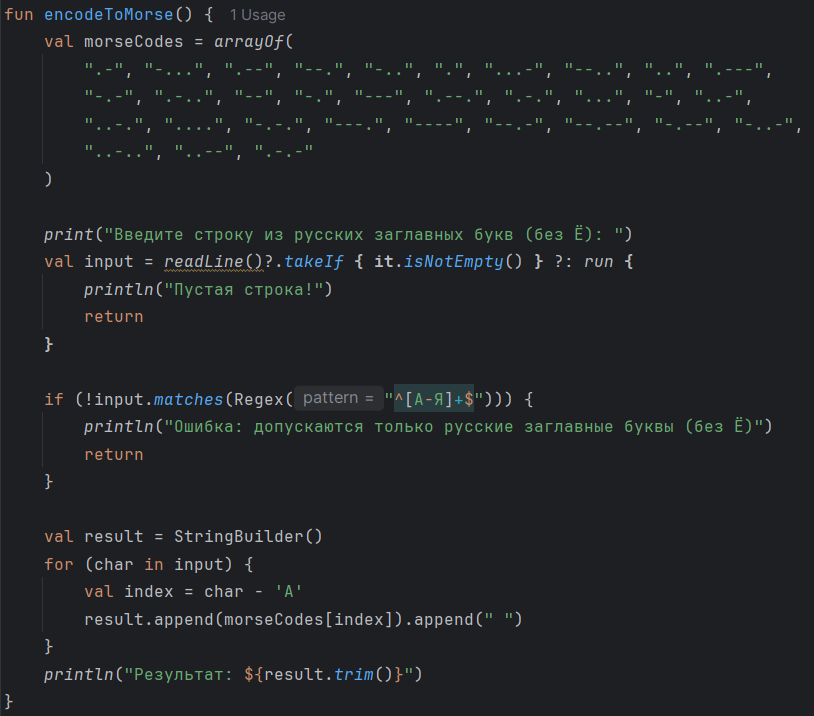 fun encodeToMorse() { 1 Usage
    val morseCodes = arrayOf(
        ".-", "-...", ".--", "--.", "-..", ".", "...-", "--..", "..", ".---",
        "-.-", ".-..", "--", "-.", "---", ".--.", ".-.", "...", "-", "..-",
        "..-.", "....", "-.-.", "---.", "----", "--.-", "--.--", "-.--", "-..-",
        "..-..", "..--", ".-.-"
    )
    print("Введите строку из русских заглавных букв (без Ё): ")
    val input = readLine()?.takeIf { it.isNotEmpty() } ?: run {
        println("Пустая строка!")
        return
    }
    if (!input.matches(Regex( pattern = "^[А-Я]+$"))) {
        println("Ошибка: допускаются только русские заглавные буквы (без Ё)")
        return
    }
    val result = StringBuilder()
    for (char in input) {
        val index = char - 'А'
        result.append(morseCodes[index]).append(" ")
    }
    println("Результат: ${result.trim()}")
}